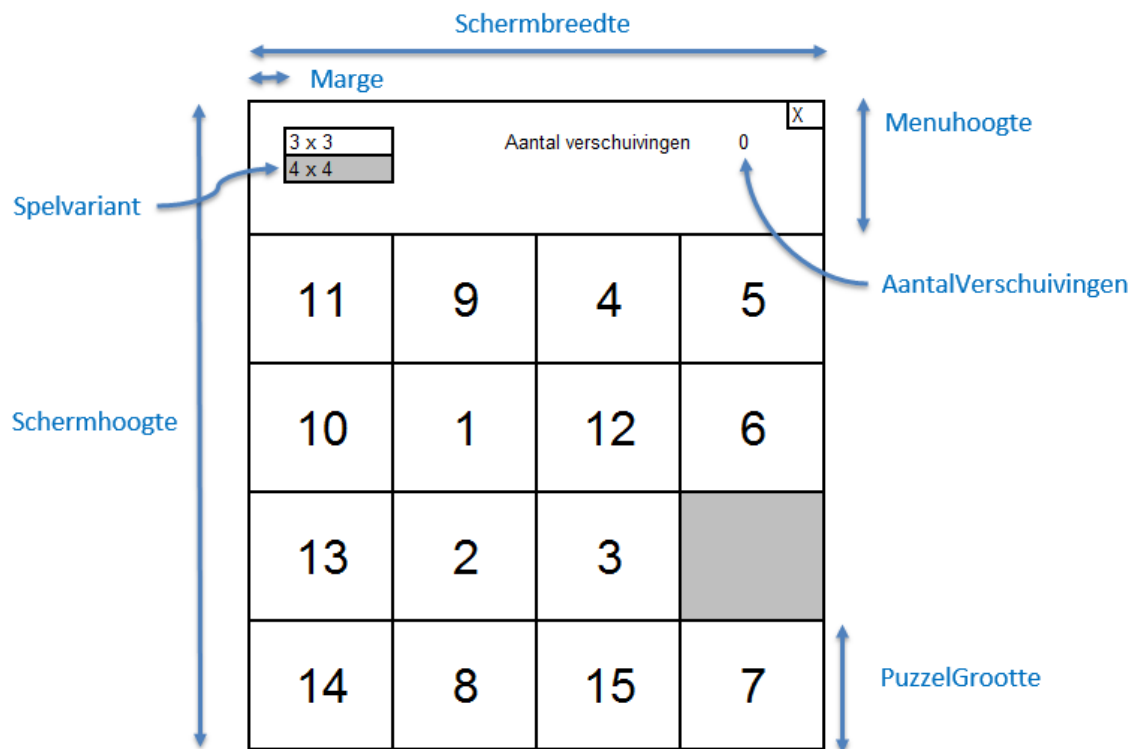 Schermbreedte
Marge
X
Menuhoogte
3 x 3
Aantal verschuivingen 0
4 x 4
Spelvariant
AantalVerschuivingen
11 9 4 5
Schermhoogte
10 1 12 6
13 2 3
14 8 15 7
PuzzelGrootte